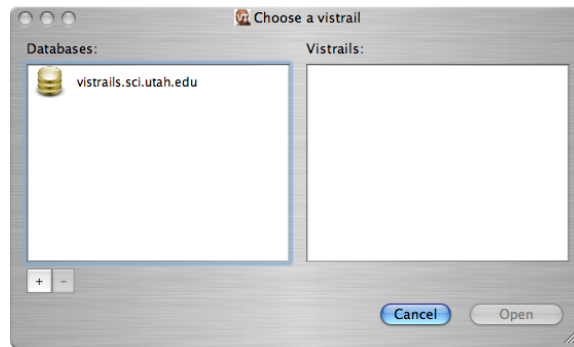 Choose a vistrail
Databases:
Vistrails:
vistrails.sci.utah.edu
+ -
Cancel
Open